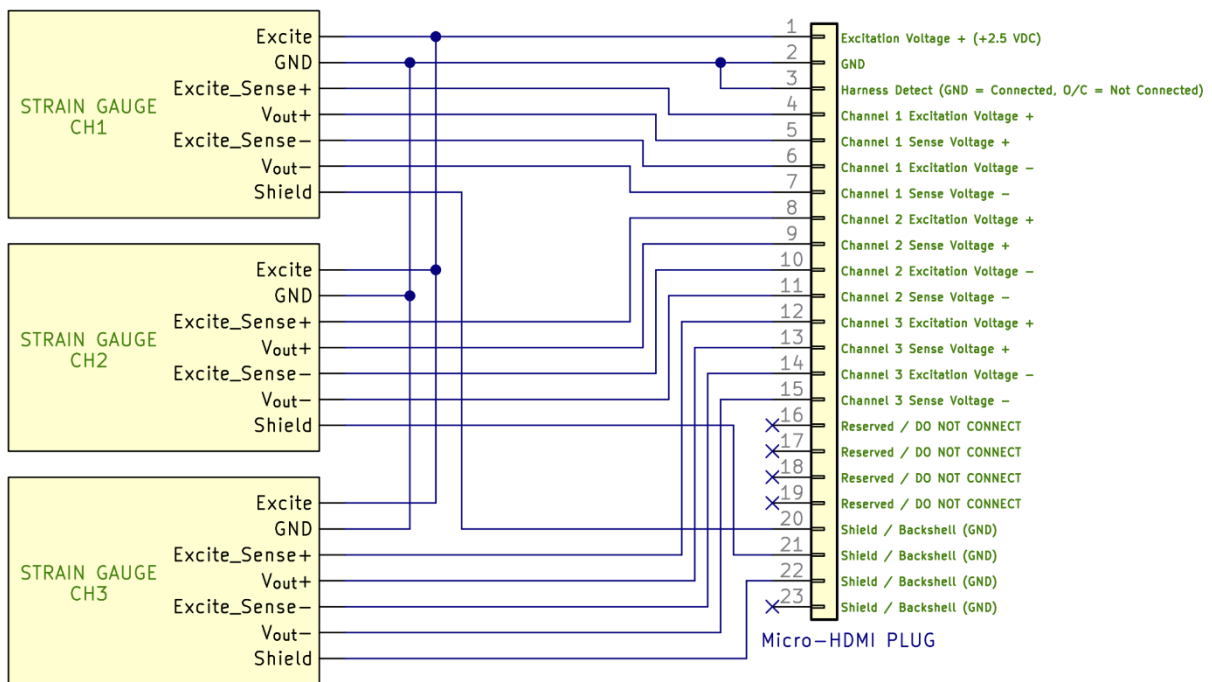 Excite
GND
Excite_Sense+
Vout+
Excite_Sense-
Vout-
Shield
STRAIN GAUGE
CH1
Excite
GND
Excite_Sense+
Vout+
Excite_Sense-
Vout-
Shield
STRAIN GAUGE
CH2
Excite
GND
Excite_Sense+
Vout+
Excite_Sense-
Vout-
Shield
STRAIN GAUGE
CH3
1 Excitation Voltage + (+2.5 VDC)
2 GND
3 Harness Detect (GND = Connected, O/C = Not Connected)
4 Channel 1 Excitation Voltage +
5 Channel 1 Sense Voltage +
6 Channel 1 Excitation Voltage -
7 Channel 1 Sense Voltage -
8 Channel 2 Excitation Voltage +
9 Channel 2 Sense Voltage +
10 Channel 2 Excitation Voltage -
11 Channel 2 Sense Voltage -
12 Channel 3 Excitation Voltage +
13 Channel 3 Sense Voltage +
14 Channel 3 Excitation Voltage -
15 Channel 3 Sense Voltage -
16 Reserved / DO NOT CONNECT
17 Reserved / DO NOT CONNECT
18 Reserved / DO NOT CONNECT
19 Reserved / DO NOT CONNECT
20 Shield / Backshell (GND)
21 Shield / Backshell (GND)
22 Shield / Backshell (GND)
23 Shield / Backshell (GND)
Micro-HDMI PLUG